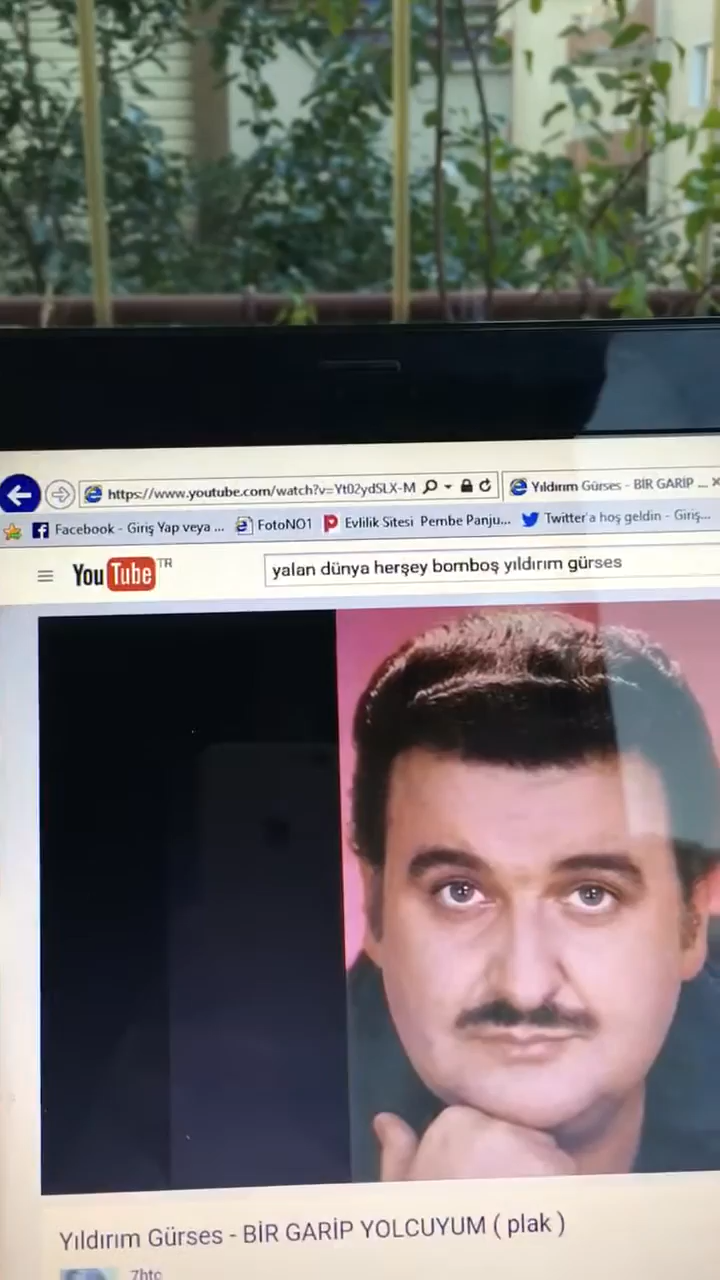 https://www.youtube.com/watch?v=Yt02ydSLX-M
Yıldırım Gürses - BİR GARİP ...
Facebook - Giriş Yap veya ...
FotoNO1
Evlilik Sitesi Pembe Panju...
Twitter'a hoş geldin - Giriş...
YouTube TR
yalan dünya herşey bomboş yıldırım gürses
Yıldırım Gürses - BİR GARİP YOLCUYUM ( plak )
7htc